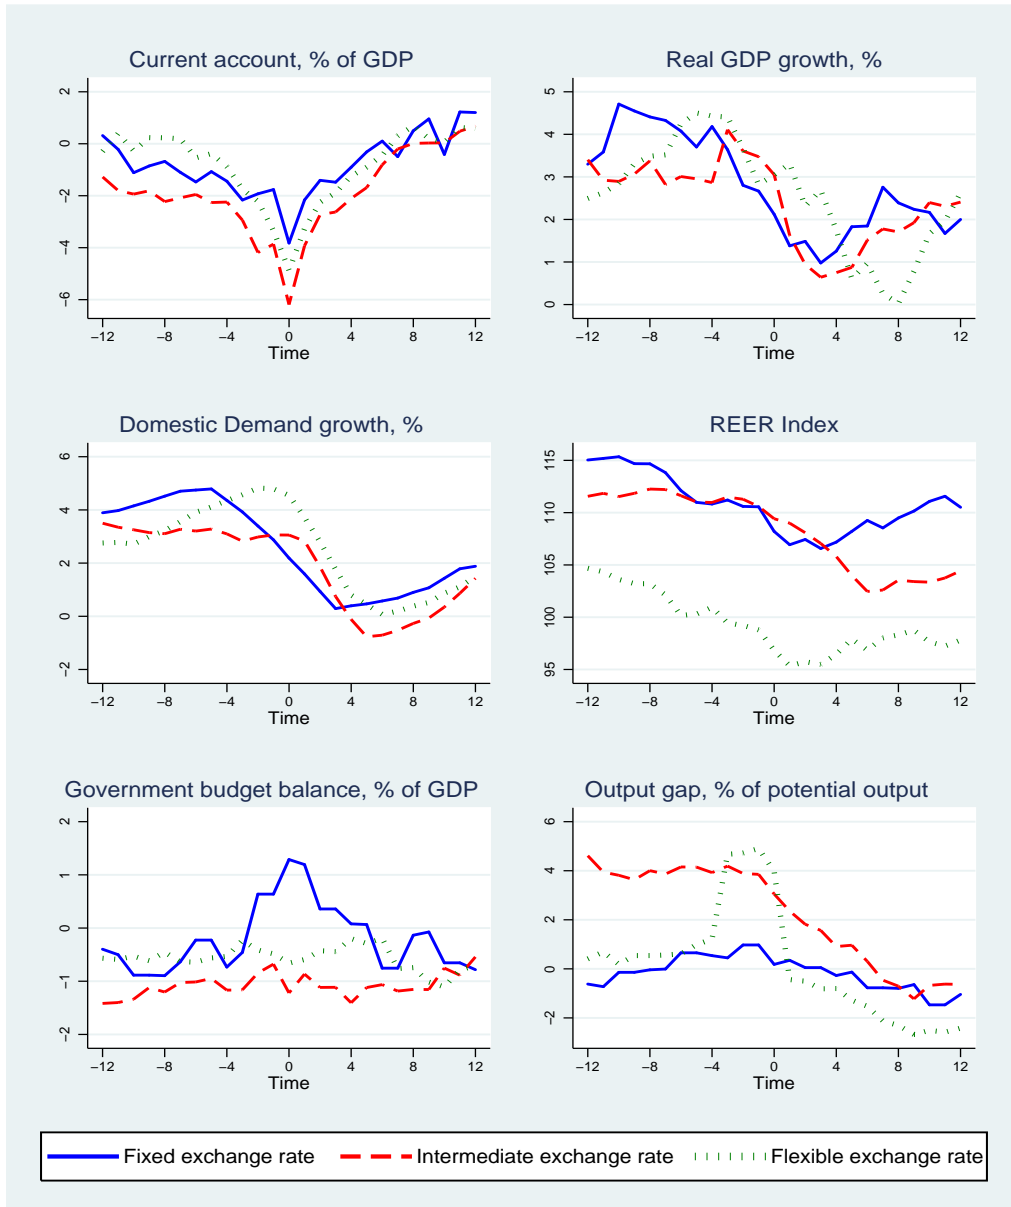 Current account, % of GDP
2
0
−2
−4
−6
−12 −8 −4 0 4 8 12
Time
Real GDP growth, %
5
4
3
2
1
0
−12 −8 −4 0 4 8 12
Time
Domestic Demand growth, %
6
4
2
0
−2
−12 −8 −4 0 4 8 12
Time
REER Index
115
110
105
100
95
−12 −8 −4 0 4 8 12
Time
Government budget balance, % of GDP
2
1
0
−1
−2
−12 −8 −4 0 4 8 12
Time
Output gap, % of potential output
6
4
2
0
−2
−12 −8 −4 0 4 8 12
Time
Fixed exchange rate Intermediate exchange rate Flexible exchange rate